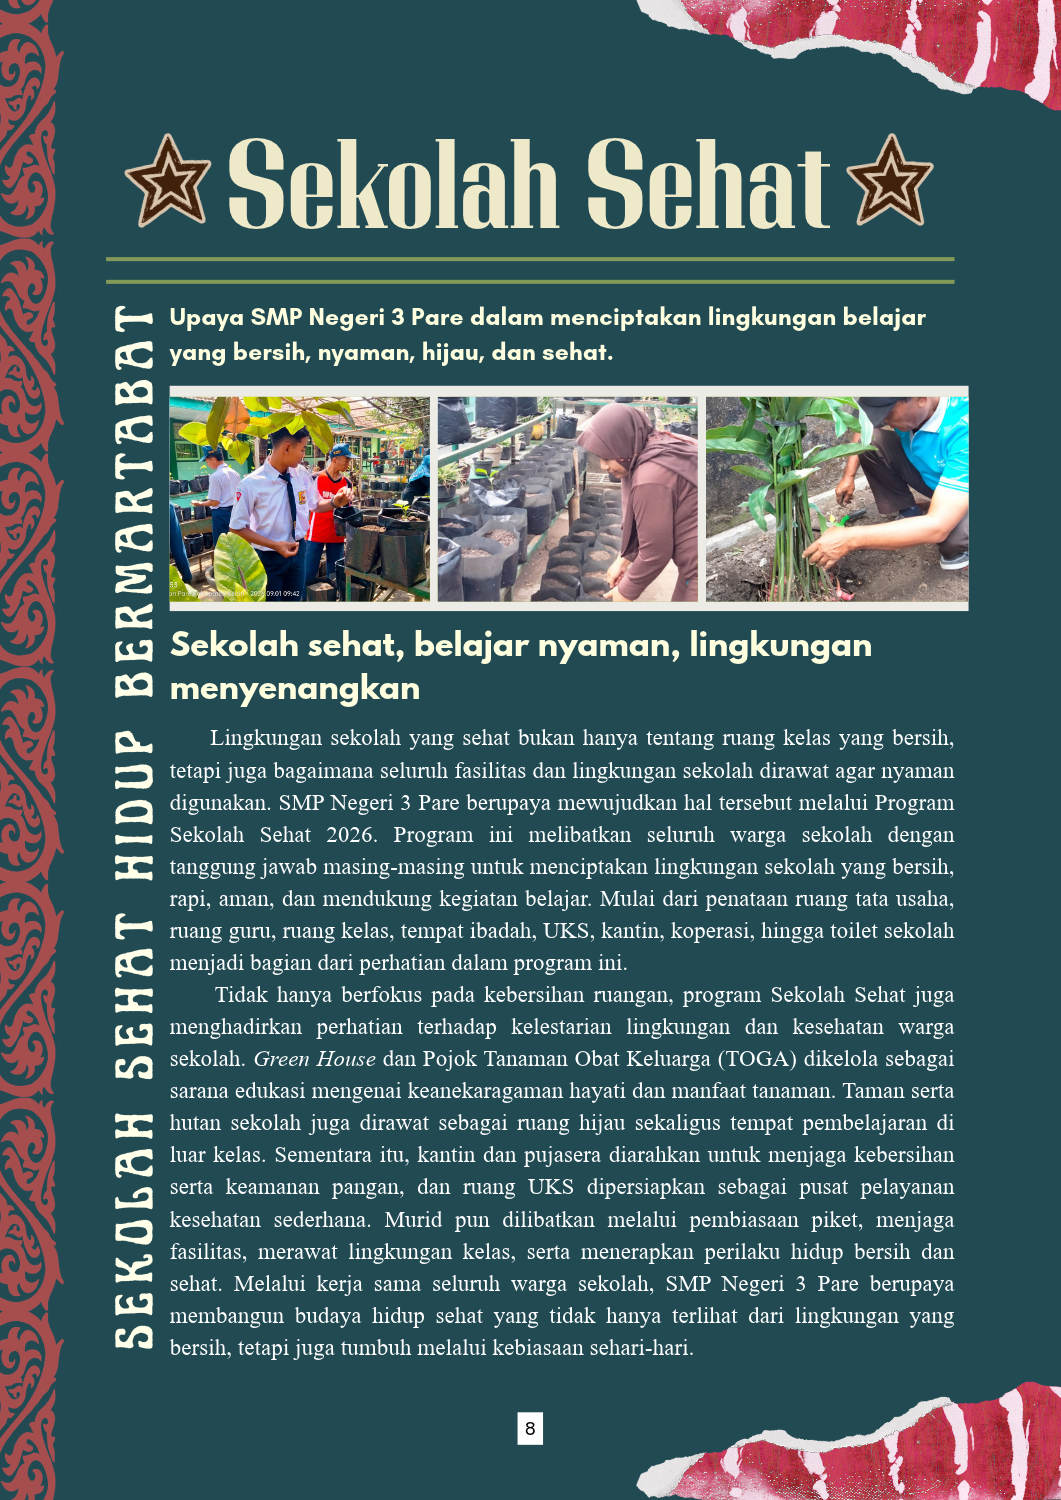 Sekolah Sehat
SEKOLAH SEHAT HIDUP BERMARTABAT
Upaya SMP Negeri 3 Pare dalam menciptakan lingkungan belajar
yang bersih, nyaman, hijau, dan sehat.
09:42
Sekolah sehat, belajar nyaman, lingkungan
menyenangkan
Lingkungan sekolah yang sehat bukan hanya tentang ruang kelas yang bersih,
tetapi juga bagaimana seluruh fasilitas dan lingkungan sekolah dirawat agar nyaman
digunakan. SMP Negeri 3 Pare berupaya mewujudkan hal tersebut melalui Program
Sekolah Sehat 2026. Program ini melibatkan seluruh warga sekolah dengan
tanggung jawab masing-masing untuk menciptakan lingkungan sekolah yang bersih,
rapi, aman, dan mendukung kegiatan belajar. Mulai dari penataan ruang tata usaha,
ruang guru, ruang kelas, tempat ibadah, UKS, kantin, koperasi, hingga toilet sekolah
menjadi bagian dari perhatian dalam program ini.
Tidak hanya berfokus pada kebersihan ruangan, program Sekolah Sehat juga
menghadirkan perhatian terhadap kelestarian lingkungan dan kesehatan warga
sekolah. Green House dan Pojok Tanaman Obat Keluarga (TOGA) dikelola sebagai
sarana edukasi mengenai keanekaragaman hayati dan manfaat tanaman. Taman serta
hutan sekolah juga dirawat sebagai ruang hijau sekaligus tempat pembelajaran di
luar kelas. Sementara itu, kantin dan pujasera diarahkan untuk menjaga kebersihan
serta keamanan pangan, dan ruang UKS dipersiapkan sebagai pusat pelayanan
kesehatan sederhana. Murid pun dilibatkan melalui pembiasaan piket, menjaga
fasilitas, merawat lingkungan kelas, serta menerapkan perilaku hidup bersih dan
sehat. Melalui kerja sama seluruh warga sekolah, SMP Negeri 3 Pare berupaya
membangun budaya hidup sehat yang tidak hanya terlihat dari lingkungan yang
bersih, tetapi juga tumbuh melalui kebiasaan sehari-hari.
8